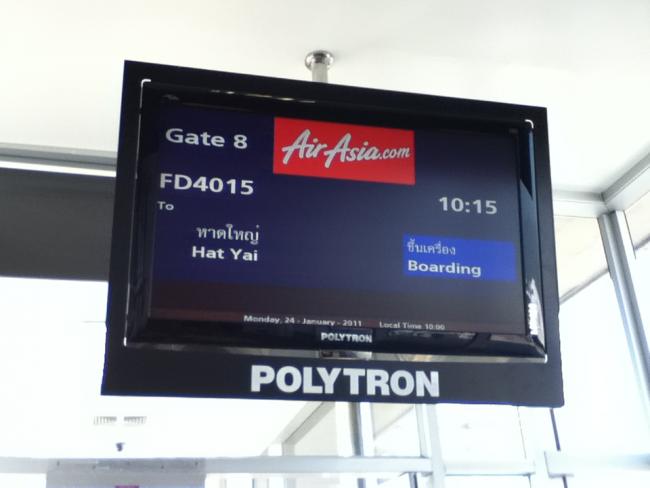 Gate 8
AirAsia.com
FD4015
10:15
To
หาดใหญ่
Hat Yai
ขึ้นเครื่อง
Boarding
Monday, 24 - January - 2011 Local Time 10:00
POLYTRON
POLYTRON